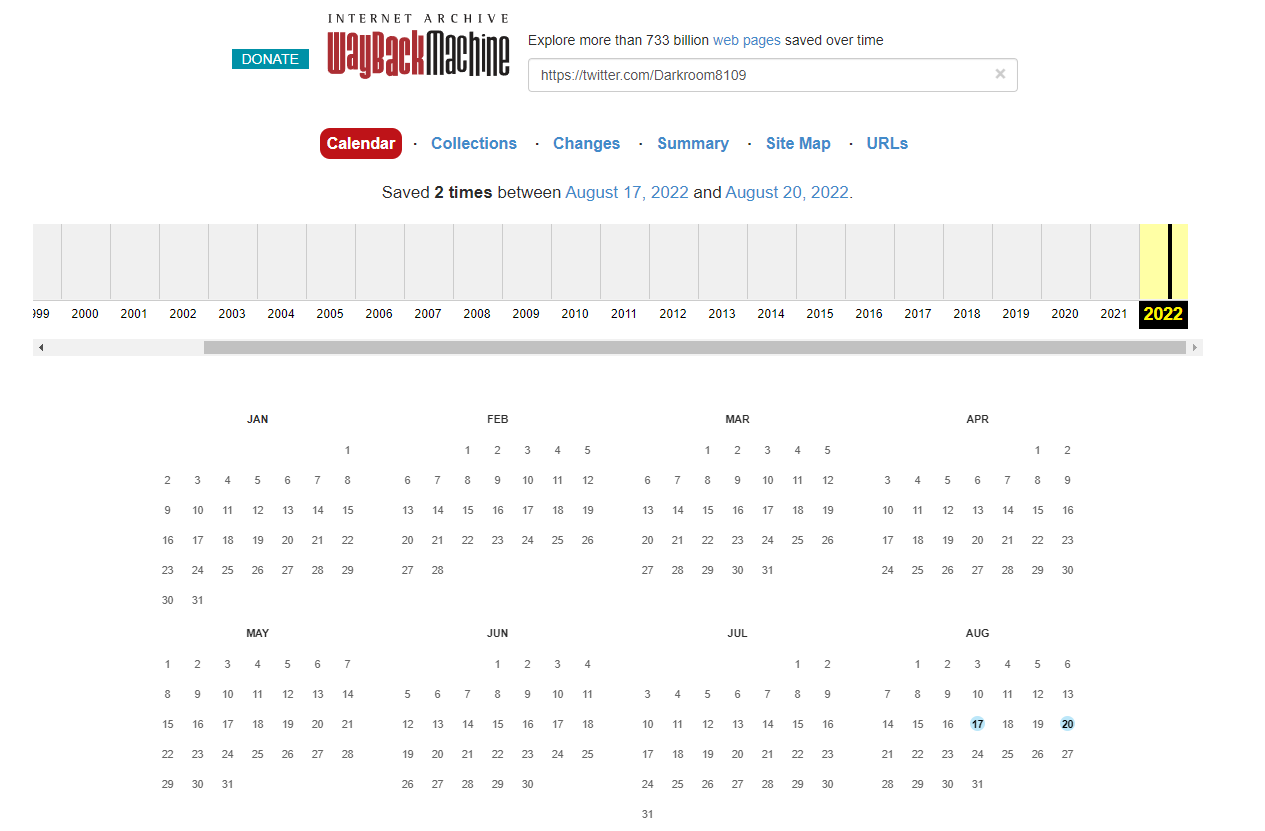 INTERNET ARCHIVE
WayBackMachine
DONATE
Explore more than 733 billion web pages saved over time
https://twitter.com/Darkroom8109 ×
Calendar · Collections · Changes · Summary · Site Map · URLs
Saved 2 times between August 17, 2022 and August 20, 2022.
999 2000 2001 2002 2003 2004 2005 2006 2007 2008 2009 2010 2011 2012 2013 2014 2015 2016 2017 2018 2019 2020 2021 2022
JAN
1
2 3 4 5 6 7 8
9 10 11 12 13 14 15
16 17 18 19 20 21 22
23 24 25 26 27 28 29
30 31
FEB
1 2 3 4 5
6 7 8 9 10 11 12
13 14 15 16 17 18 19
20 21 22 23 24 25 26
27 28
MAR
1 2 3 4 5
6 7 8 9 10 11 12
13 14 15 16 17 18 19
20 21 22 23 24 25 26
27 28 29 30 31
APR
1 2
3 4 5 6 7 8 9
10 11 12 13 14 15 16
17 18 19 20 21 22 23
24 25 26 27 28 29 30
MAY
1 2 3 4 5 6 7
8 9 10 11 12 13 14
15 16 17 18 19 20 21
22 23 24 25 26 27 28
29 30 31
JUN
1 2 3 4
5 6 7 8 9 10 11
12 13 14 15 16 17 18
19 20 21 22 23 24 25
26 27 28 29 30
JUL
1 2
3 4 5 6 7 8 9
10 11 12 13 14 15 16
17 18 19 20 21 22 23
24 25 26 27 28 29 30
31
AUG
1 2 3 4 5 6
7 8 9 10 11 12 13
14 15 16 17 18 19 20
21 22 23 24 25 26 27
28 29 30 31